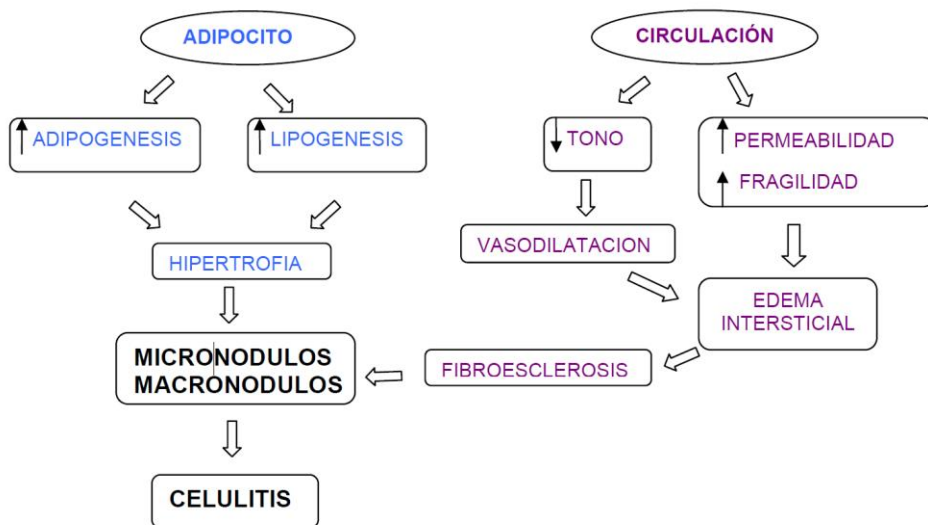 ADIPOCITO
CIRCULACIÓN
ADIPOGENESIS
LIPOGENESIS
TONO
PERMEABILIDAD
FRAGILIDAD
VASODILATACION
HIPERTROFIA
EDEMA
INTERSTICIAL
MICRONODULOS
MACRONODULOS
FIBROESCLEROSIS
CELULITIS